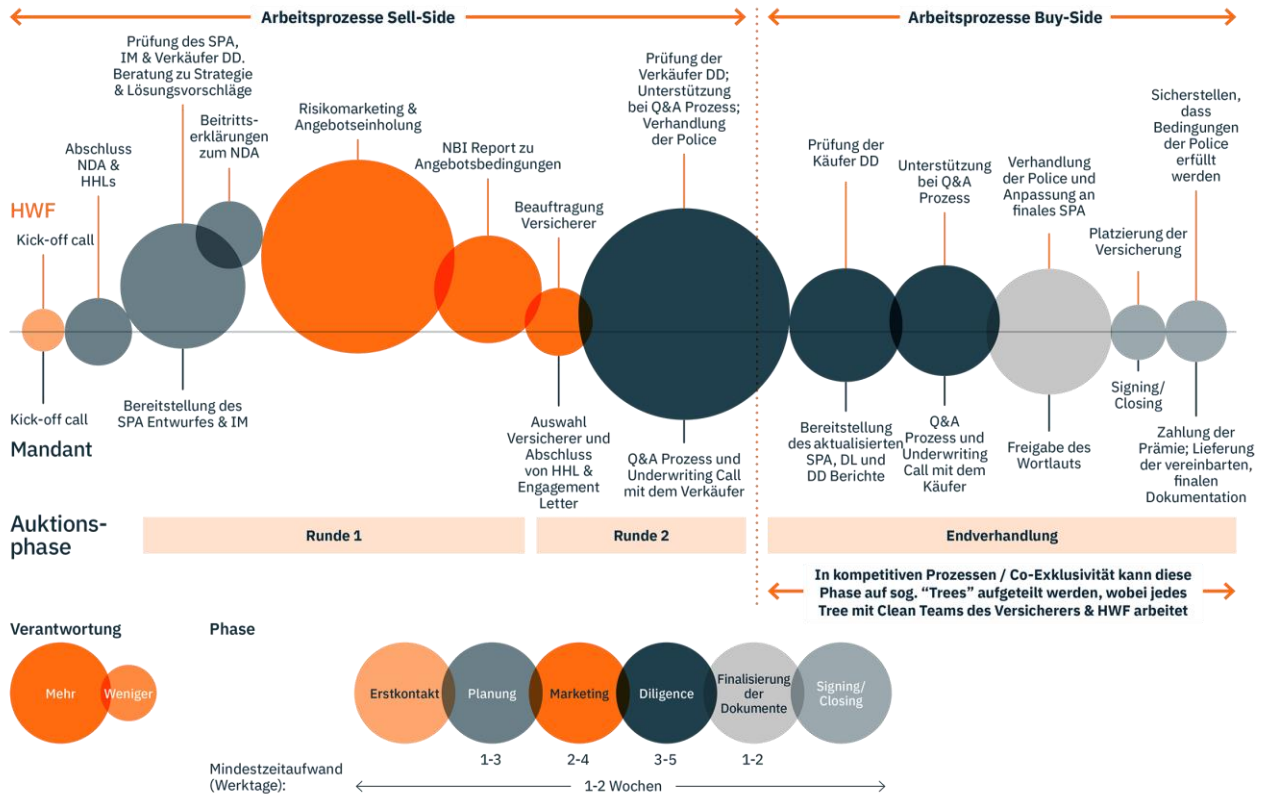 Arbeitsprozesse Sell-Side
Arbeitsprozesse Buy-Side
HWF
Kick-off call
Abschluss
NDA &
HHLs
Prüfung des SPA,
IM & Verkäufer DD.
Beratung zu Strategie
& Lösungsvorschläge
Beitritts-
erklärungen
zum NDA
Risikomarketing &
Angebotseinholung
NBI Report zu
Angebotsbedingungen
Beauftragung
Versicherer
Prüfung der
Verkäufer DD;
Unterstützung
bei Q&A Prozess;
Verhandlung
der Police
Prüfung der
Käufer DD
Unterstützung
bei Q&A
Prozess
Verhandlung
der Police und
Anpassung an
finales SPA
Platzierung der
Versicherung
Sicherstellen,
dass
Bedingungen
der Police
erfüllt
werden
Kick-off call
Mandant
Bereitstellung des
SPA Entwurfes & IM
Auswahl
Versicherer und
Abschluss
von HHL &
Engagement
Letter
Q&A Prozess und
Underwriting Call
mit dem Verkäufer
Bereitstellung
des aktualisierten
SPA, DL und
DD Berichte
Q&A
Prozess und
Underwriting
Call mit dem
Käufer
Freigabe des
Wortlauts
Signing/
Closing
Zahlung der
Prämie; Lieferung
der vereinbarten,
finalen
Dokumentation
Auktions-
phase
Runde 1
Runde 2
Endverhandlung
In kompetitiven Prozessen / Co-Exklusivität kann diese
Phase auf sog. “Trees” aufgeteilt werden, wobei jedes
Tree mit Clean Teams des Versicherers & HWF arbeitet
Verantwortung
Mehr
Weniger
Phase
Erstkontakt
Planung
Marketing
Diligence
Finalisierung
der
Dokumente
Signing/
Closing
1-3
2-4
3-5
1-2
Mindestzeitaufwand
(Werktage):
1-2 Wochen